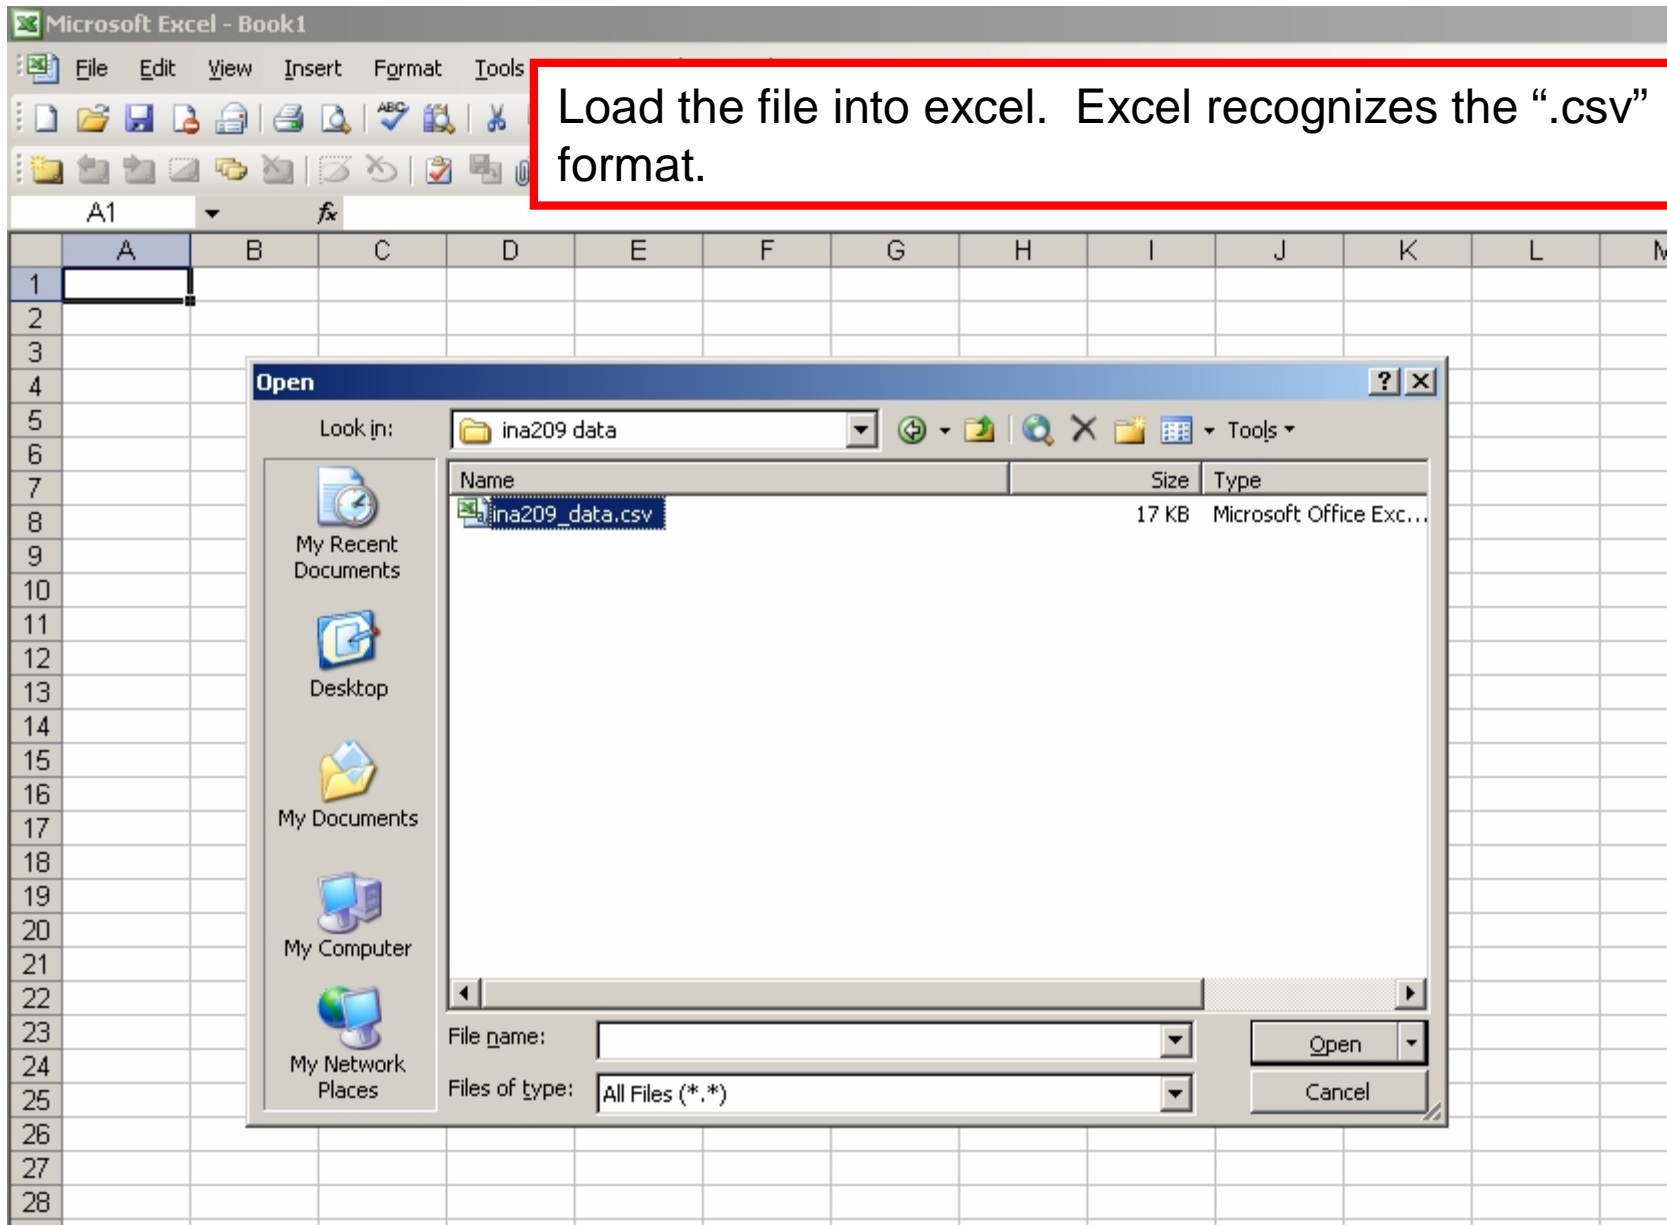 Microsoft Excel - Book1
File Edit View Insert Format Tools
Load the file into excel. Excel recognizes the “.csv”
format.
ABC
A1 fx
A B C D E F G H I J K L
1
2
3
4
5
6
7
8
9
10
11
12
13
14
15
16
17
18
19
20
21
22
23
24
25
26
27
28
Open
Look in: ina209 data Tools
Name Size Type
ina209_data.csv 17 KB Microsoft Office Exc...
My Recent
Documents
Desktop
My Documents
My Computer
My Network
Places
File name: Open
Files of type: All Files (*.*) Cancel